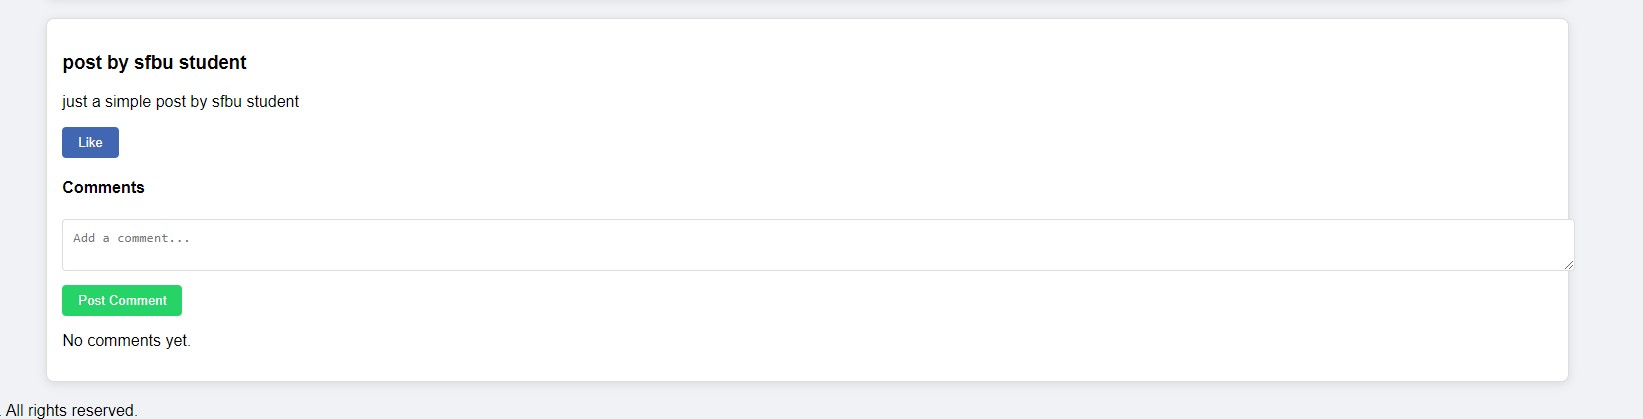 post by sfbu student
just a simple post by sfbu student
Like
Comments
Add a comment...
Post Comment
No comments yet.
. All rights reserved.